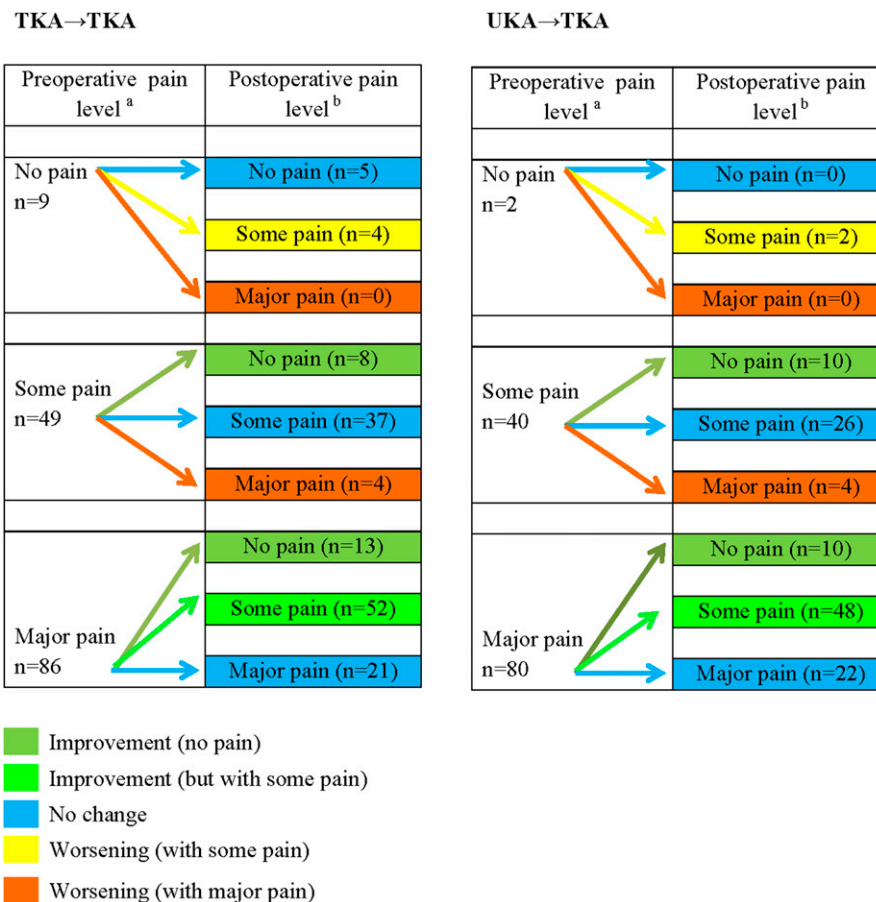 TKA→TKA
Preoperative pain level a
Postoperative pain level b
No pain
n=9
No pain (n=5)
Some pain (n=4)
Major pain (n=0)
Some pain
n=49
No pain (n=8)
Some pain (n=37)
Major pain (n=4)
Major pain
n=86
No pain (n=13)
Some pain (n=52)
Major pain (n=21)
UKA→TKA
Preoperative pain level a
Postoperative pain level b
No pain
n=2
No pain (n=0)
Some pain (n=2)
Major pain (n=0)
Some pain
n=40
No pain (n=10)
Some pain (n=26)
Major pain (n=4)
Major pain
n=80
No pain (n=10)
Some pain (n=48)
Major pain (n=22)
Improvement (no pain)
Improvement (but with some pain)
No change
Worsening (with some pain)
Worsening (with major pain)